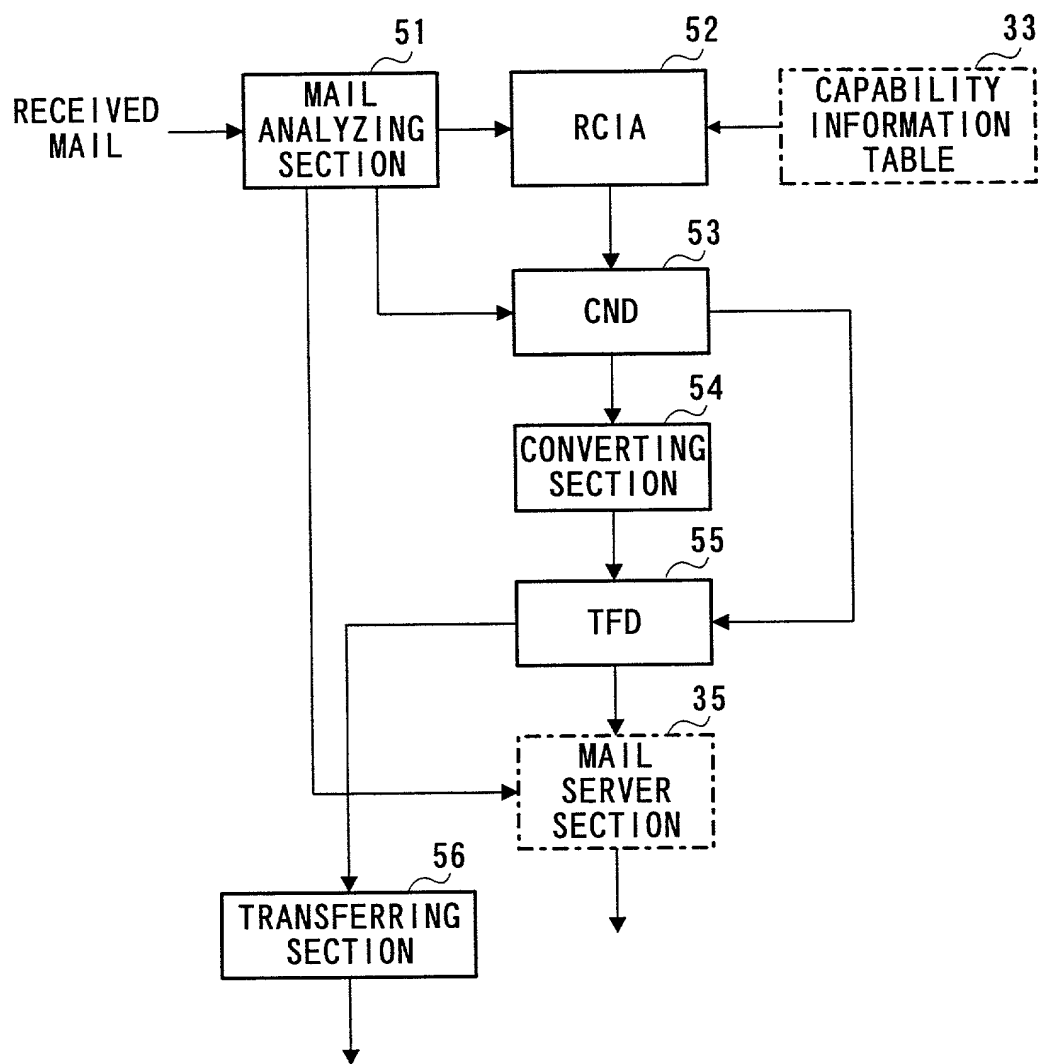 51
52
33
RECEIVED
MAIL
MAIL
ANALYZING
SECTION
RCIA
CAPABILITY
INFORMATION
TABLE
53
CND
54
CONVERTING
SECTION
55
TFD
35
MAIL
SERVER
SECTION
56
TRANSFERRING
SECTION